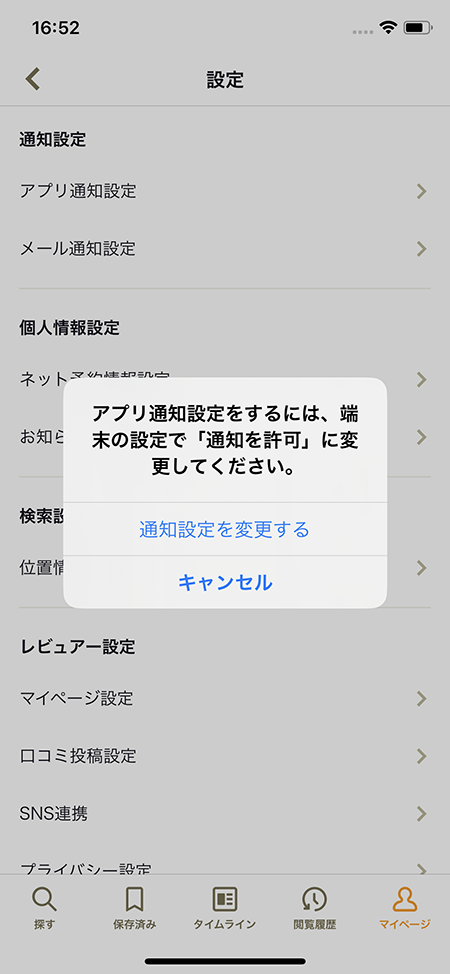 16:52
設定
通知設定
アプリ通知設定
メール通知設定
個人情報設定
ネット予約情報設定
お知ら
アプリ通知設定をするには、端
末の設定で「通知を許可」に変
更してください。
通知設定を変更する
キャンセル
検索設
位置情
レビュアー設定
マイページ設定
口コミ投稿設定
SNS連携
プライバシー設定
探す
保存済み
タイムライン
閲覧履歴
マイページ